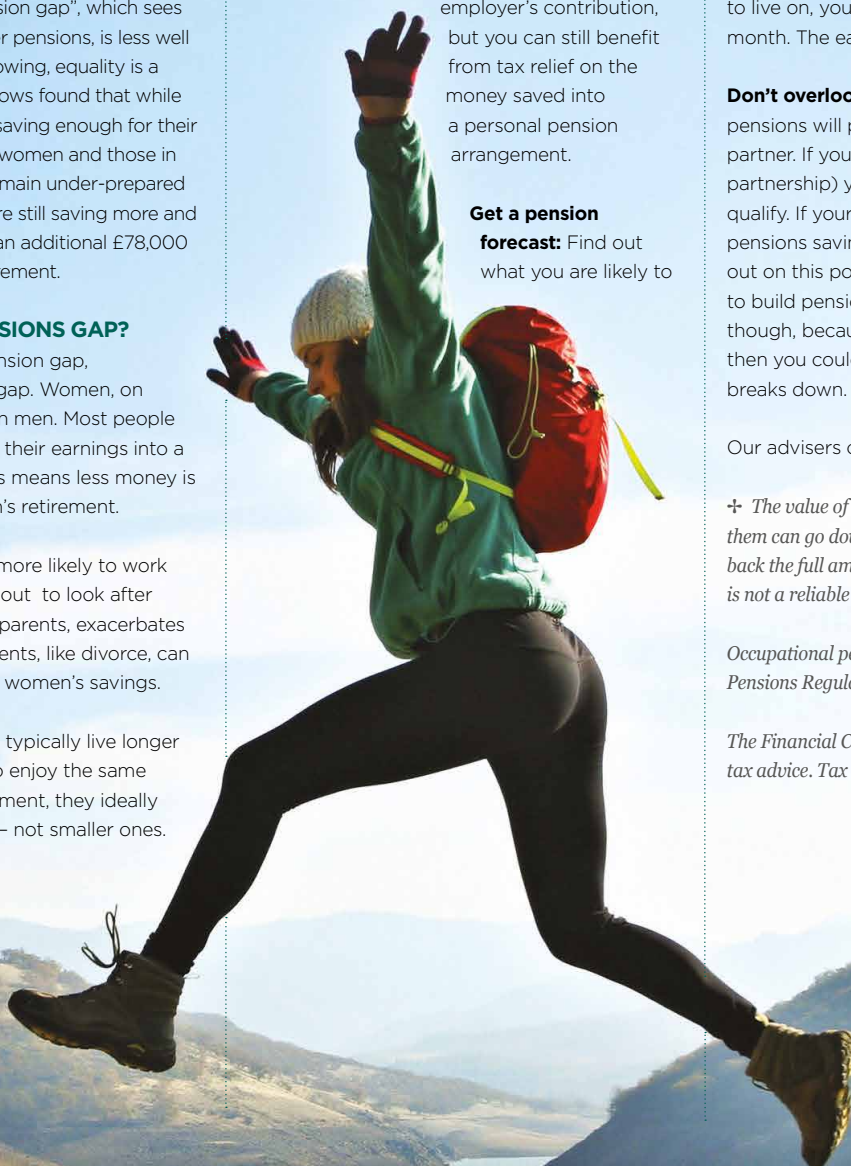 sion gap", which sees
er pensions, is less well
owing, equality is a
ows found that while
saving enough for their
women and those in
main under-prepared
re still saving more and
an additional £78,000
rement.
SIONS GAP?
nsion gap,
gap. Women, on
n men. Most people
their earnings into a
s means less money is
n's retirement.
more likely to work
out to look after
parents, exacerbates
ents, like divorce, can
women's savings.
typically live longer
o enjoy the same
ment, they ideally
– not smaller ones.
employer's contribution,
but you can still benefit
from tax relief on the
money saved into
a personal pension
arrangement.
Get a pension
forecast: Find out
what you are likely to
to live on, you
month. The ea
Don't overloo
pensions will p
partner. If you
partnership) y
qualify. If your
pensions savin
out on this po
to build pensio
though, becau
then you could
breaks down.
Our advisers c
✢ The value of
them can go dow
back the full am
is not a reliable
Occupational pe
Pensions Regula
The Financial C
tax advice. Tax